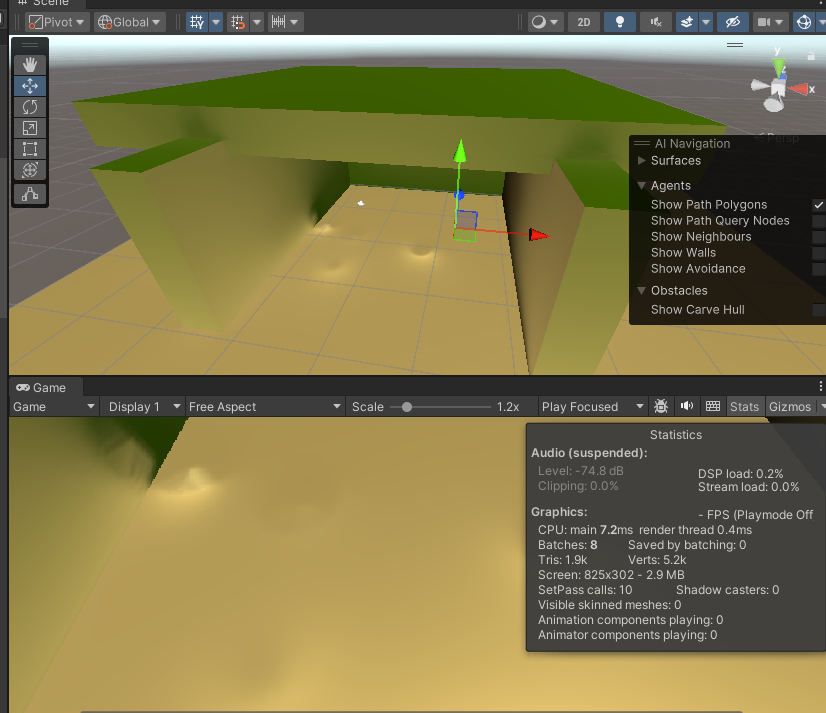 Scene
Pivot Global 2D
y
x
Persp
AI Navigation
Surfaces
Agents
Show Path Polygons
Show Path Query Nodes
Show Neighbours
Show Walls
Show Avoidance
Obstacles
Show Carve Hull
Game
Game Display 1 Free Aspect Scale 1.2x Play Focused Stats Gizmos
Statistics
Audio (suspended):
Level: -74.8 dB DSP load: 0.2%
Clipping: 0.0% Stream load: 0.0%
Graphics: - FPS (Playmode Off
CPU: main 7.2ms render thread 0.4ms
Batches: 8 Saved by batching: 0
Tris: 1.9k Verts: 5.2k
Screen: 825x302 - 2.9 MB
SetPass calls: 10 Shadow casters: 0
Visible skinned meshes: 0
Animation components playing: 0
Animator components playing: 0